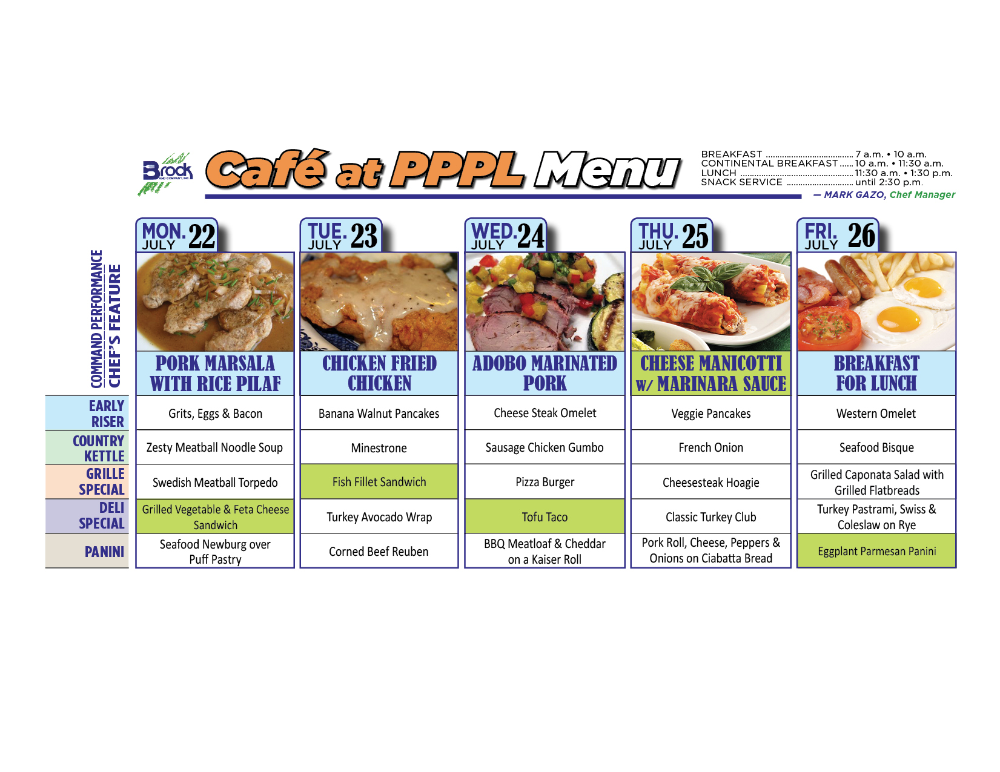 Brock
AND COMPANY, INC.
Café at PPPL Menu
BREAKFAST ..................................... 7 a.m. • 10 a.m.
CONTINENTAL BREAKFAST ...... 10 a.m. • 11:30 a.m.
LUNCH ................................................ 11:30 a.m. • 1:30 p.m.
SNACK SERVICE ............................ until 2:30 p.m.
— MARK GAZO, Chef Manager
MON. 22
JULY
TUE. 23
JULY
WED. 24
JULY
THU. 25
JULY
FRI. 26
JULY
COMMAND PERFORMANCE
CHEF'S FEATURE
PORK MARSALA
WITH RICE PILAF
CHICKEN FRIED
CHICKEN
ADOBO MARINATED
PORK
CHEESE MANICOTTI
W/ MARINARA SAUCE
BREAKFAST
FOR LUNCH
EARLY
RISER
Grits, Eggs & Bacon
Banana Walnut Pancakes
Cheese Steak Omelet
Veggie Pancakes
Western Omelet
COUNTRY
KETTLE
Zesty Meatball Noodle Soup
Minestrone
Sausage Chicken Gumbo
French Onion
Seafood Bisque
GRILLE
SPECIAL
Swedish Meatball Torpedo
Fish Fillet Sandwich
Pizza Burger
Cheesesteak Hoagie
Grilled Caponata Salad with
Grilled Flatbreads
DELI
SPECIAL
Grilled Vegetable & Feta Cheese
Sandwich
Turkey Avocado Wrap
Tofu Taco
Classic Turkey Club
Turkey Pastrami, Swiss &
Coleslaw on Rye
PANINI
Seafood Newburg over
Puff Pastry
Corned Beef Reuben
BBQ Meatloaf & Cheddar
on a Kaiser Roll
Pork Roll, Cheese, Peppers &
Onions on Ciabatta Bread
Eggplant Parmesan Panini